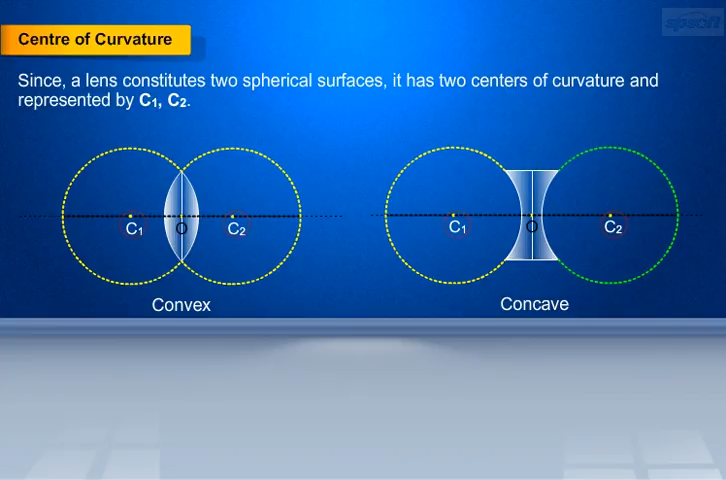 Centre of Curvature
Since, a lens constitutes two spherical surfaces, it has two centers of curvature and
represented by C₁, C₂.
C₁ O C₂
C₁ O C₂
Convex
Concave